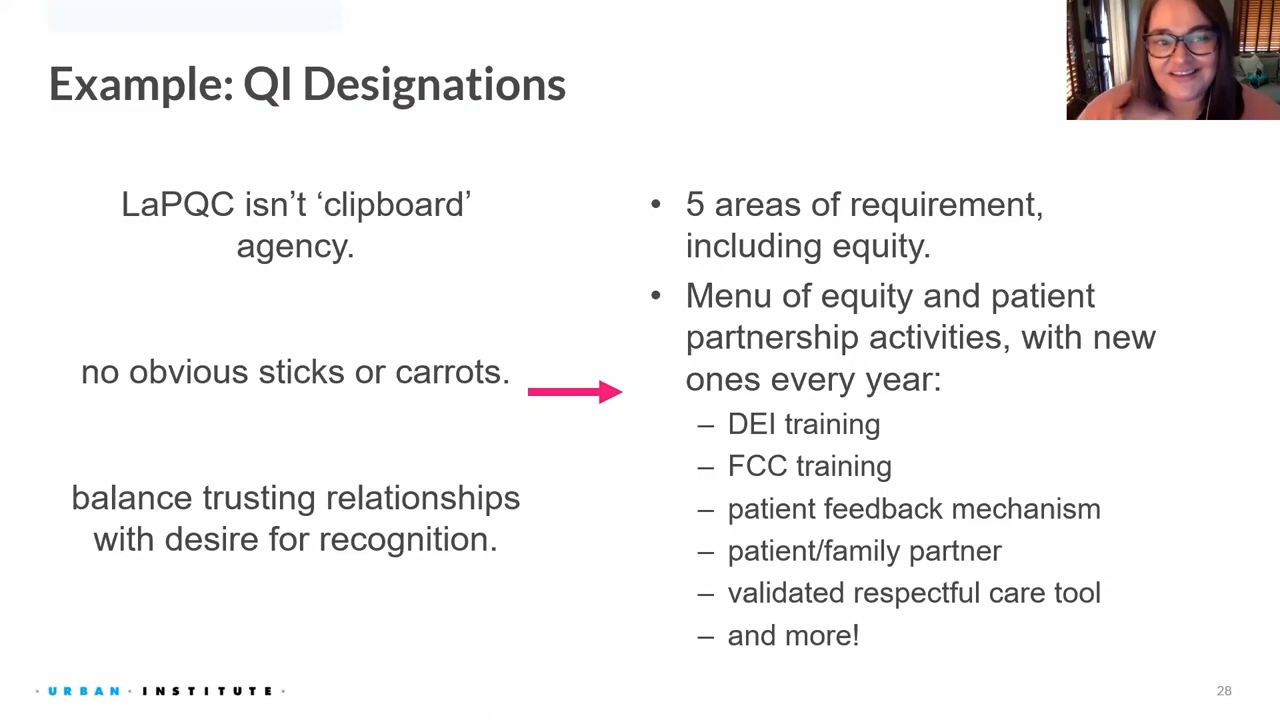 Example: QI Designations
LaPQC isn’t ‘clipboard’
agency.
no obvious sticks or carrots.
balance trusting relationships
with desire for recognition.
• 5 areas of requirement,
including equity.
• Menu of equity and patient
partnership activities, with new
ones every year:
– DEI training
– FCC training
– patient feedback mechanism
– patient/family partner
– validated respectful care tool
– and more!
· URBAN · INSTITUTE ·
28